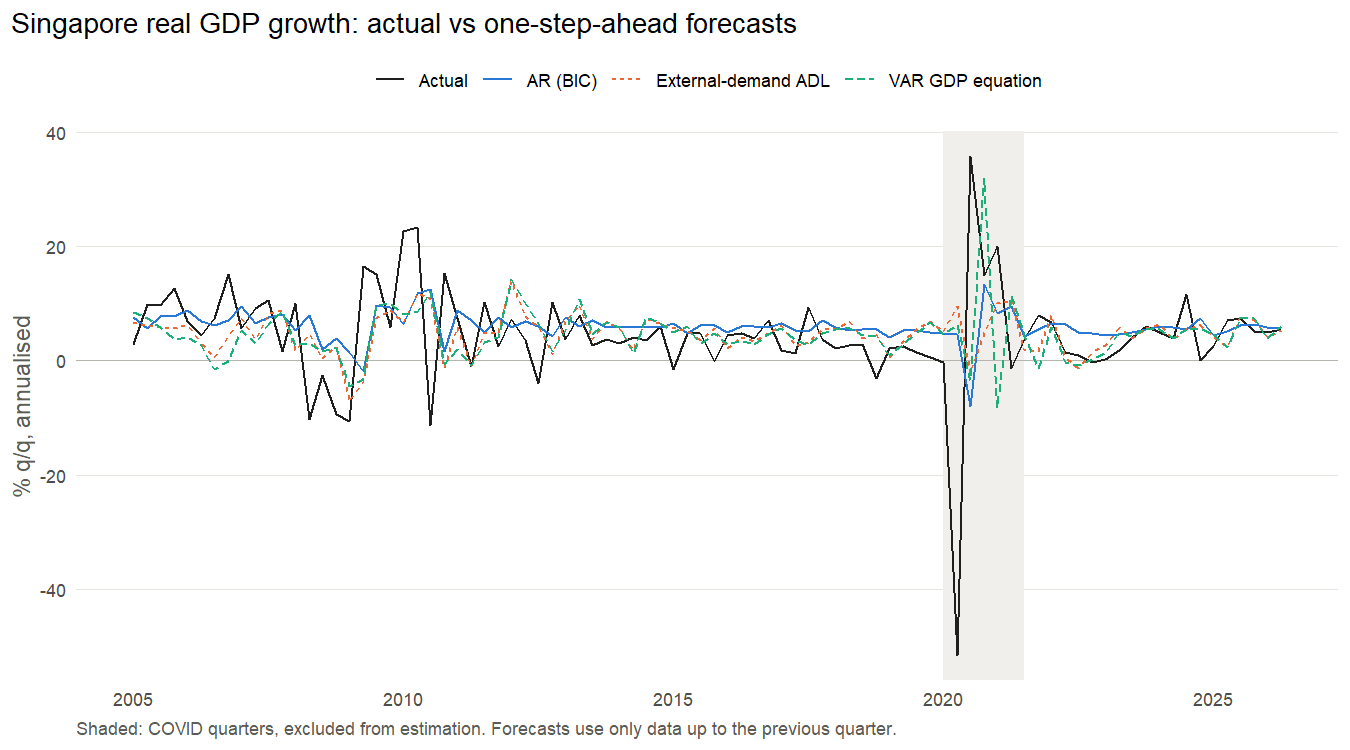 Singapore real GDP growth: actual vs one-step-ahead forecasts
Actual AR (BIC) External-demand ADL VAR GDP equation
% q/q, annualised
40
20
0
-20
-40
2005 2010 2015 2020 2025
Shaded: COVID quarters, excluded from estimation. Forecasts use only data up to the previous quarter.